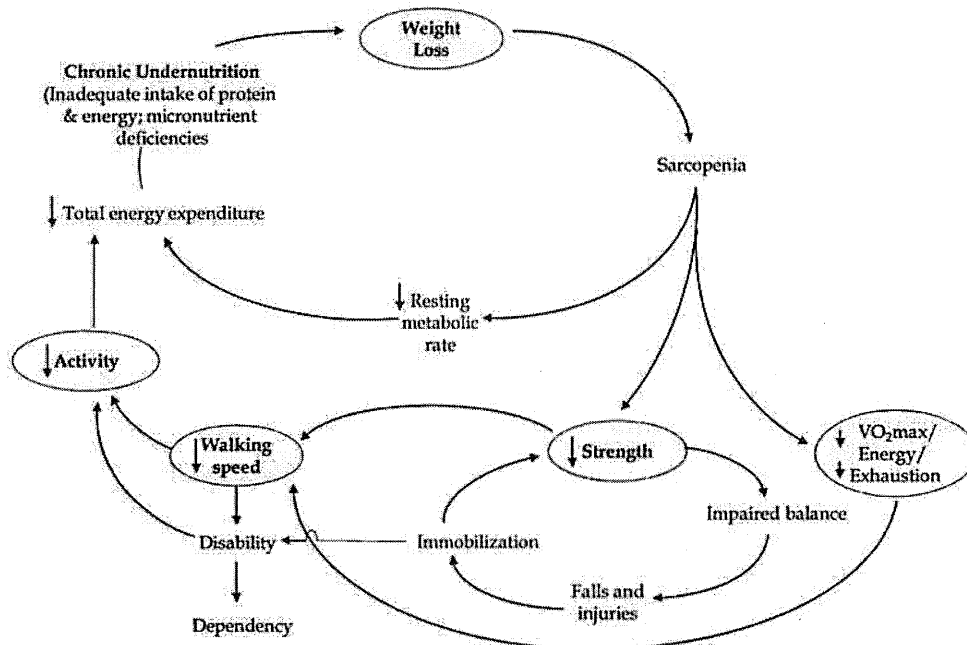 Weight
Loss
Chronic Undernutrition
(Inadequate intake of protein
& energy; micronutrient
deficiencies
Sarcopenia
↓ Total energy expenditure
↓ Resting
metabolic
rate
↓ Activity
↓ Walking
speed
↓ Strength
↓ VO₂max/
Energy/
↓ Exhaustion
Impaired balance
Disability
Immobilization
Falls and
injuries
Dependency